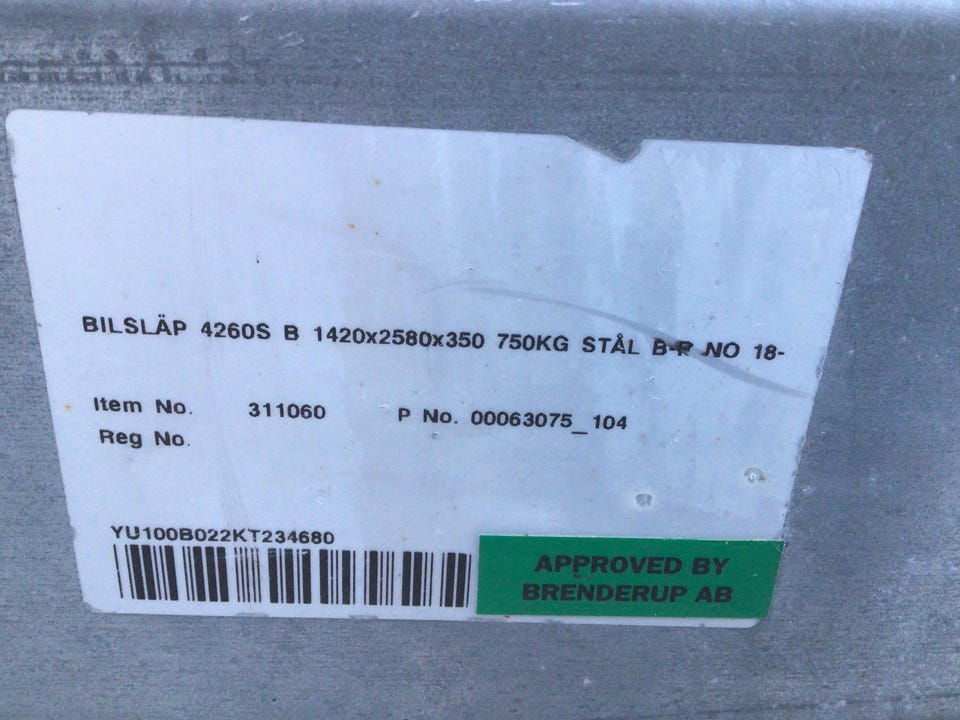 BILSLÄP 4260S B 1420x2580x350 750KG STÅL B-P NO 18-
Item No. 311060 P No. 00063075_104
Reg No.
YU100B022KT234680
APPROVED BY
BRENDERUP AB